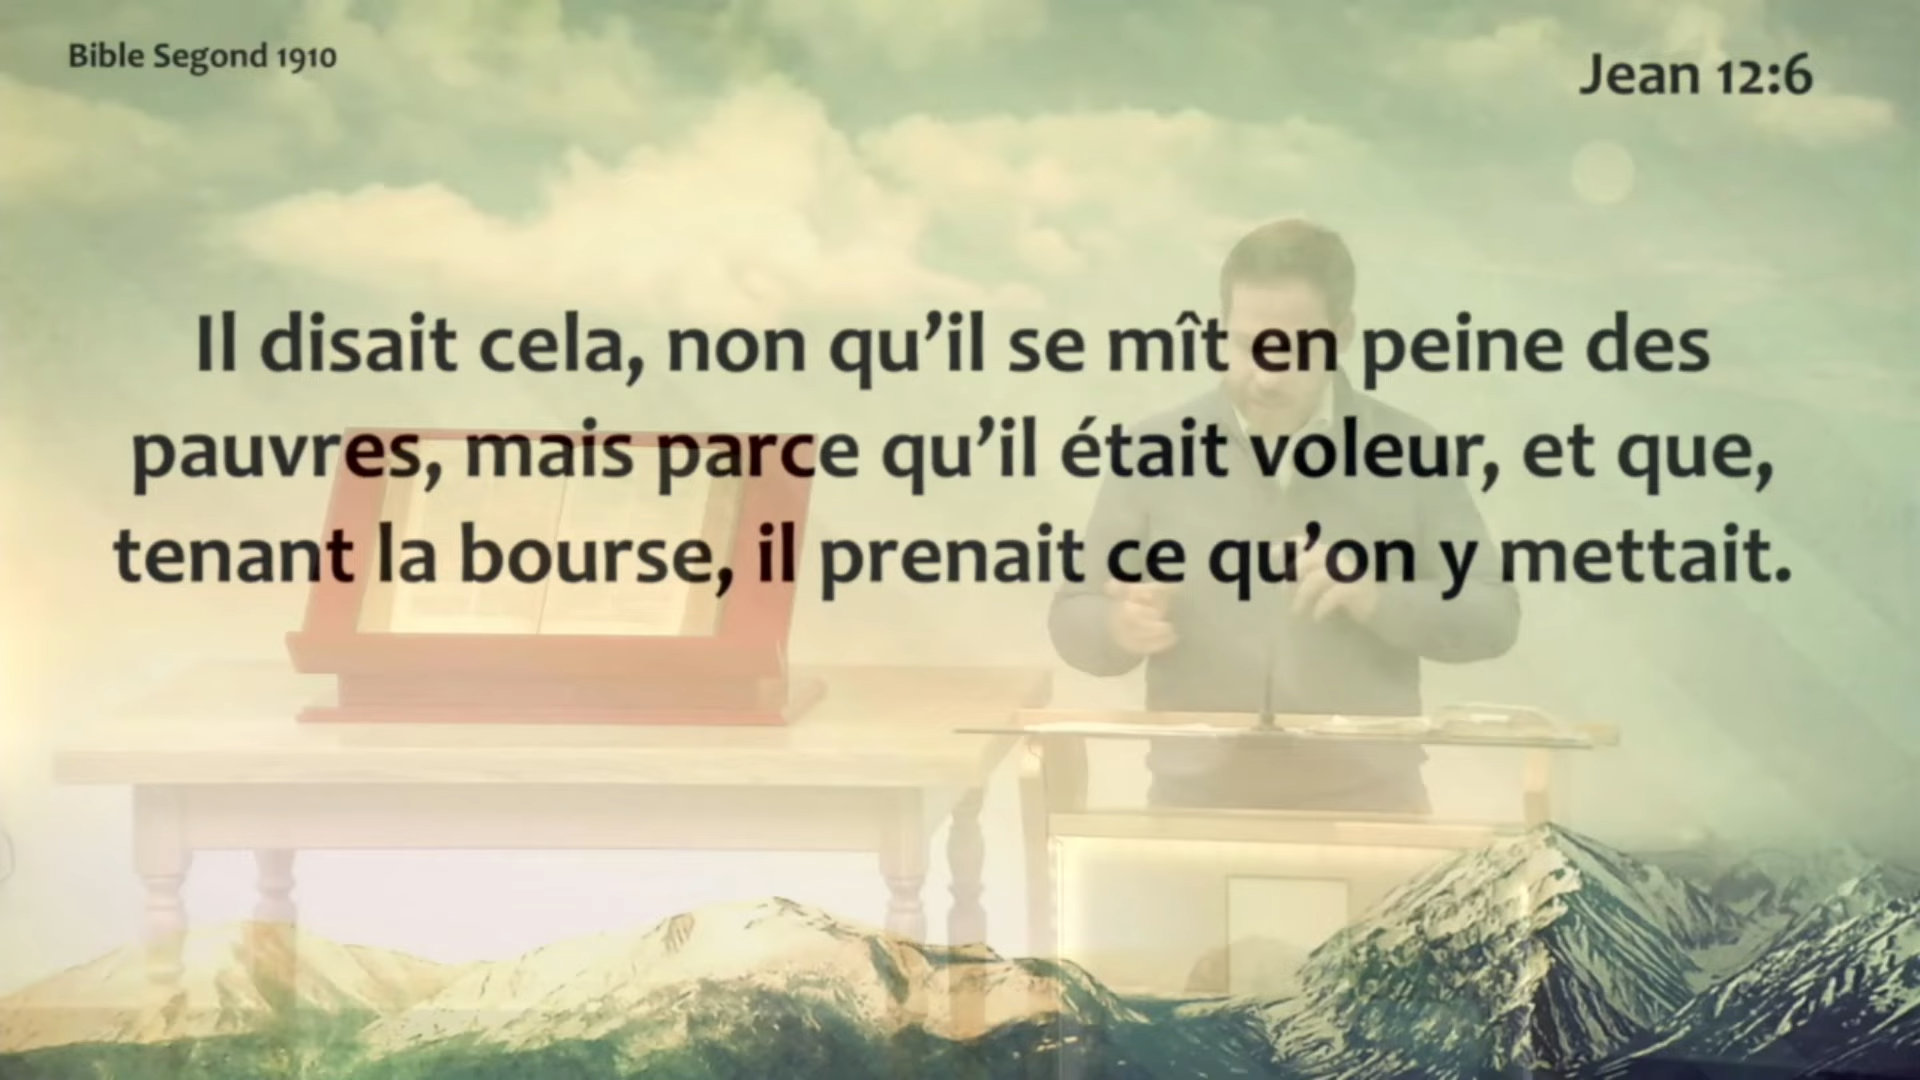 Bible Segond 1910
Jean 12:6
Il disait cela, non qu’il se mît en peine des
pauvres, mais parce qu’il était voleur, et que,
tenant la bourse, il prenait ce qu’on y mettait.